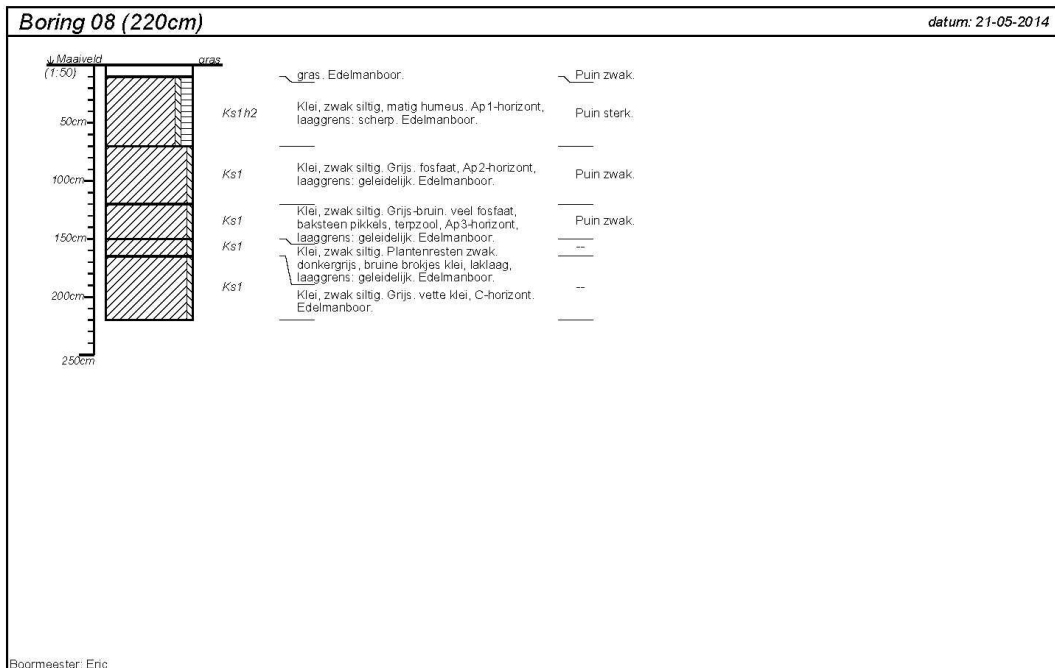 Boring 08 (220cm)
datum: 21-05-2014
Maaiveld
gras
(1:50)
gras. Edelmanboor.
Puin zwak.
Ks1h2
Klei, zwak siltig, matig humeus. Ap1-horizont,
laaggrens: scherp. Edelmanboor.
Puin sterk.
50cm
Ks1
Klei, zwak siltig. Grijs. fosfaat, Ap2-horizont,
laaggrens: geleidelijk. Edelmanboor.
Puin zwak.
100cm
Ks1
Klei, zwak siltig. Grijs-bruin. veel fosfaat,
baksteen pikkels, terpzool, Ap3-horizont,
laaggrens: geleidelijk. Edelmanboor.
Puin zwak.
150cm
Ks1
Klei, zwak siltig. Plantenresten zwak.
donkergrijs, bruine brokjes klei, laklaag,
laaggrens: geleidelijk. Edelmanboor.
--
Ks1
Klei, zwak siltig. Grijs. vette klei, C-horizont.
Edelmanboor.
--
200cm
250cm
Boormeester: Eric